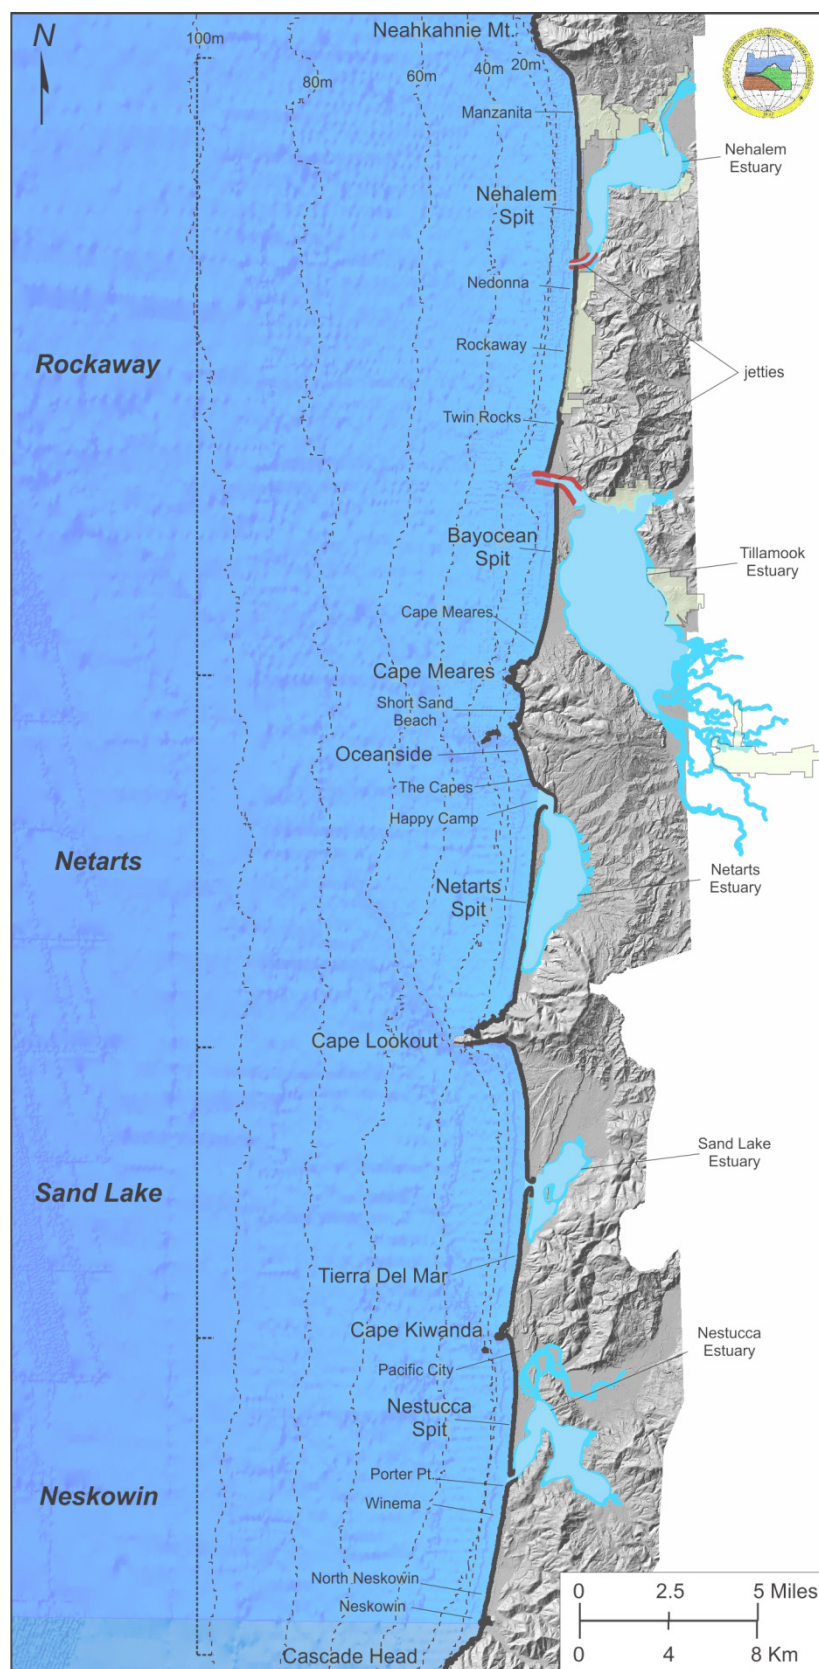 N
Neahkahnie Mt.
100m
80m
60m
40m
20m
Manzanita
Nehalem
Estuary
Nehalem
Spit
Nedonna
Rockaway
Rockaway
jetties
Twin Rocks
Bayocean
Spit
Tillamook
Estuary
Cape Meares
Cape Meares
Short Sand
Beach
Oceanside
The Capes
Happy Camp
Netarts
Netarts
Spit
Netarts
Estuary
Cape Lookout
Sand Lake
Estuary
Sand Lake
Tierra Del Mar
Cape Kiwanda
Nestucca
Estuary
Pacific City
Nestucca
Spit
Porter Pt.
Neskowin
Winema
North Neskowin
Neskowin
Cascade Head
0 2.5 5 Miles
0 4 8 Km